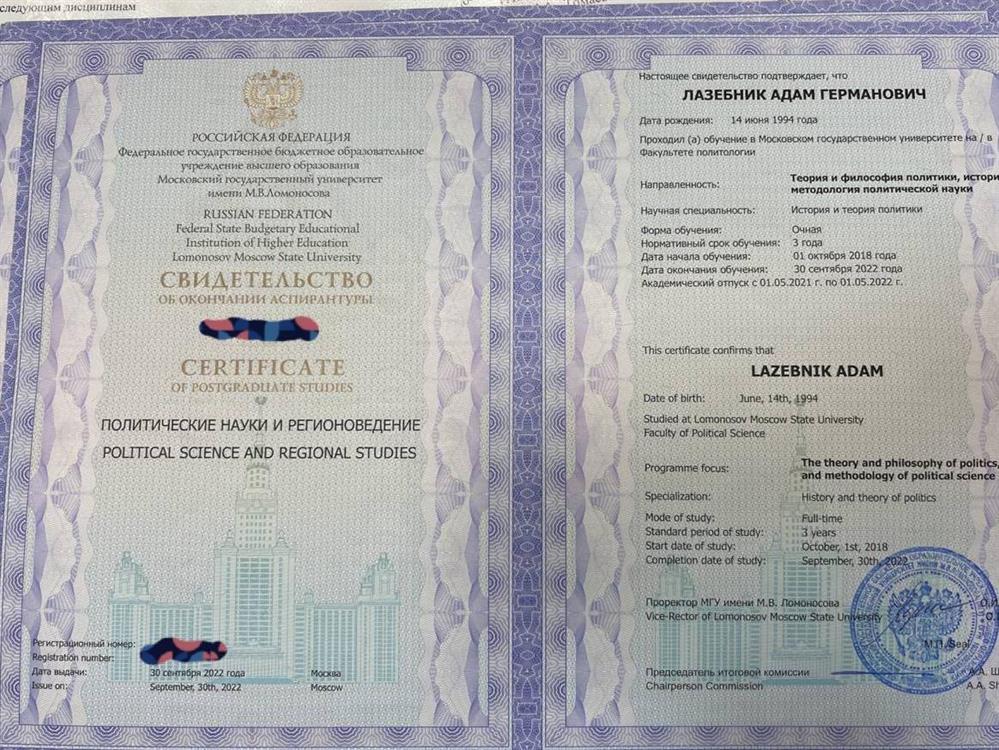 следующим дисциплинам
РОССИЙСКАЯ ФЕДЕРАЦИЯ
Федеральное государственное бюджетное образовательное
учреждение высшего образования
Московский государственный университет
имени М.В.Ломоносова
RUSSIAN FEDERATION
Federal State Budgetary Educational
Institution of Higher Education
Lomonosov Moscow State University
СВИДЕТЕЛЬСТВО
ОБ ОКОНЧАНИИ АСПИРАНТУРЫ
CERTIFICATE
OF POSTGRADUATE STUDIES
ПОЛИТИЧЕСКИЕ НАУКИ И РЕГИОНОВЕДЕНИЕ
POLITICAL SCIENCE AND REGIONAL STUDIES
Регистрационный номер:
Registration number:
Дата выдачи: 30 сентября 2022 года Москва
Issue on: September, 30th, 2022 Moscow
Настоящее свидетельство подтверждает, что
ЛАЗЕБНИК АДАМ ГЕРМАНОВИЧ
Дата рождения: 14 июня 1994 года
Проходил (а) обучение в Московском государственном университете на / в
Факультете политологии
Направленность: Теория и философия политики, истори
методология политической науки
Научная специальность: История и теория политики
Форма обучения: Очная
Нормативный срок обучения: 3 года
Дата начала обучения: 01 октября 2018 года
Дата окончания обучения: 30 сентября 2022 года
Академический отпуск с 01.05.2021 г. по 01.05.2022 г.
This certificate confirms that
LAZEBNIK ADAM
Date of birth: June, 14th, 1994
Studied at Lomonosov Moscow State University
Faculty of Political Science
Programme focus: The theory and philosophy of politics,
and methodology of political science
Specialization: History and theory of politics
Mode of study: Full-time
Standard period of study: 3 years
Start date of study: October, 1st, 2018
Completion date of study: September, 30th, 2022
Проректор МГУ имени М.В. Ломоносова
Vice-Rector of Lomonosov Moscow State University
М.П./Seal
Председатель итоговой комиссии А.А. Ш
Chairperson Commission A.A. Sh